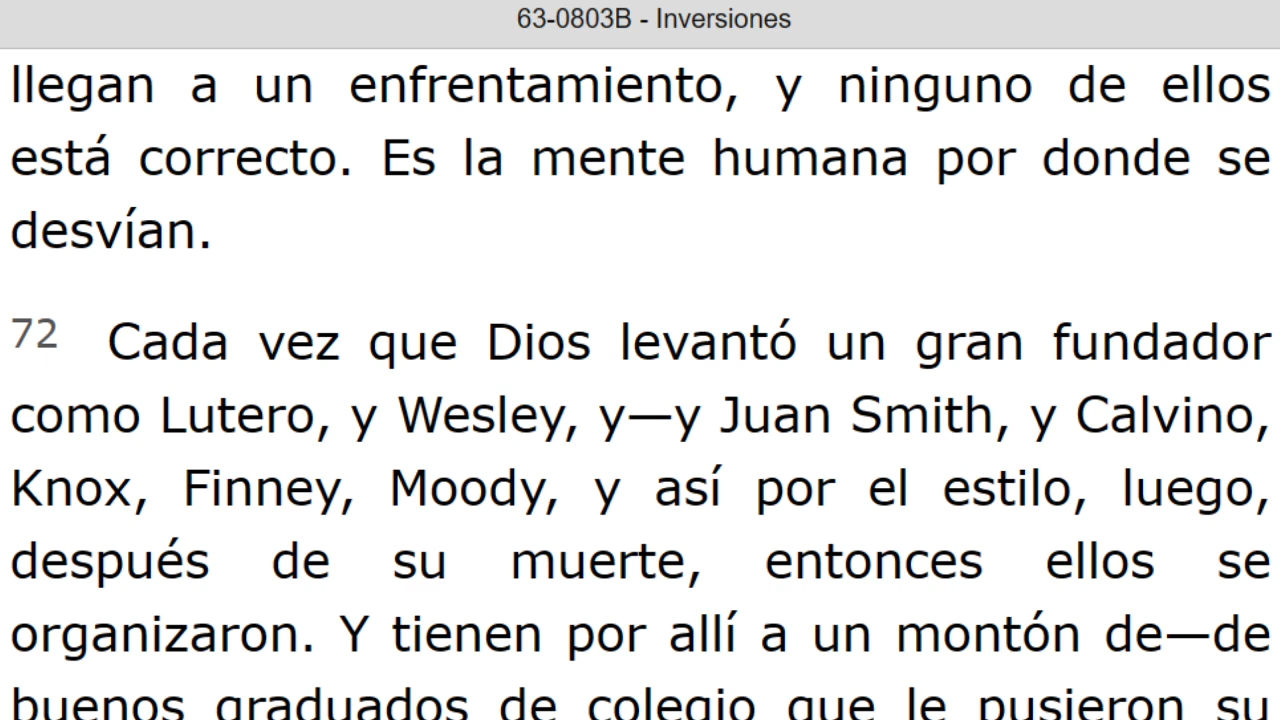 63-0803B - Inversiones
llegan a un enfrentamiento, y ninguno de ellos
está correcto. Es la mente humana por donde se
desvían.
72 Cada vez que Dios levantó un gran fundador
como Lutero, y Wesley, y—y Juan Smith, y Calvino,
Knox, Finney, Moody, y así por el estilo, luego,
después de su muerte, entonces ellos se
organizaron. Y tienen por allí a un montón de—de
buenos graduados de colegio que le pusieron su